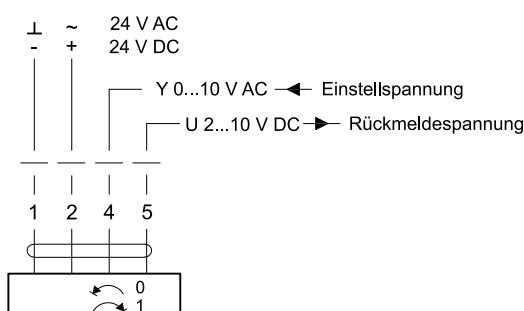 ⊥ ~ 24 V AC
- + 24 V DC
Y 0...10 V AC Einstellspannung
U 2...10 V DC Rückmeldespannung
1 2 4 5
0
1